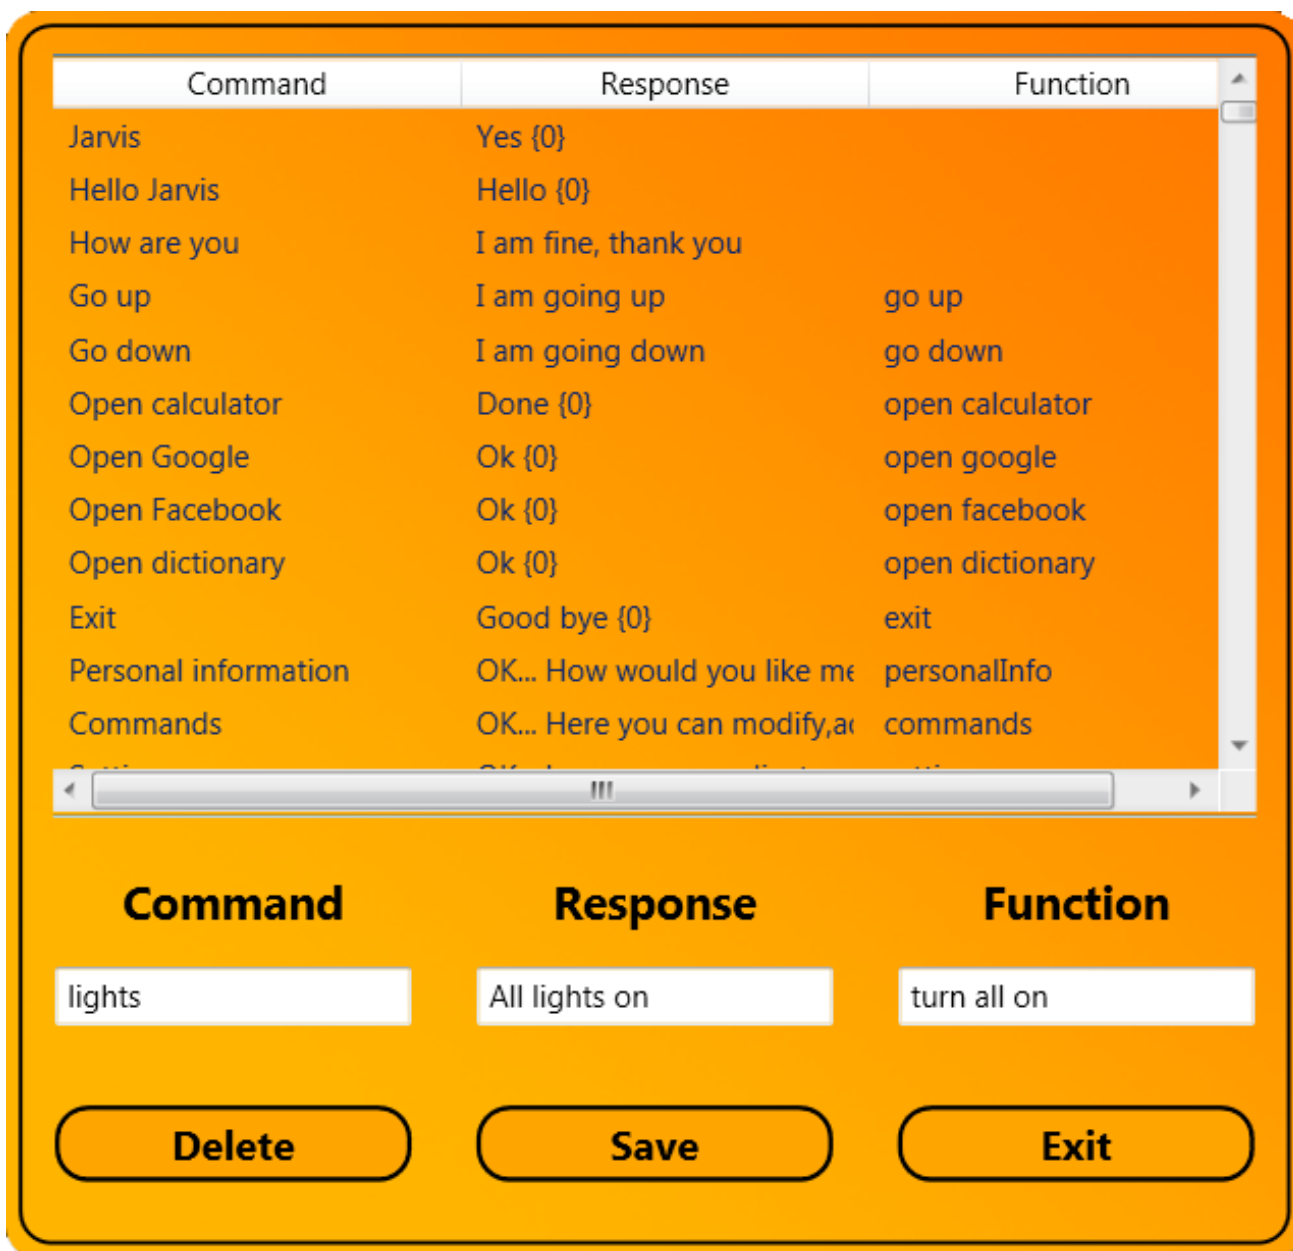 Command Response Function
Jarvis Yes {0}
Hello Jarvis Hello {0}
How are you I am fine, thank you
Go up I am going up go up
Go down I am going down go down
Open calculator Done {0} open calculator
Open Google Ok {0} open google
Open Facebook Ok {0} open facebook
Open dictionary Ok {0} open dictionary
Exit Good bye {0} exit
Personal information OK... How would you like me personalInfo
Commands OK... Here you can modify, commands
Command Response Function
lights All lights on turn all on
Delete Save Exit